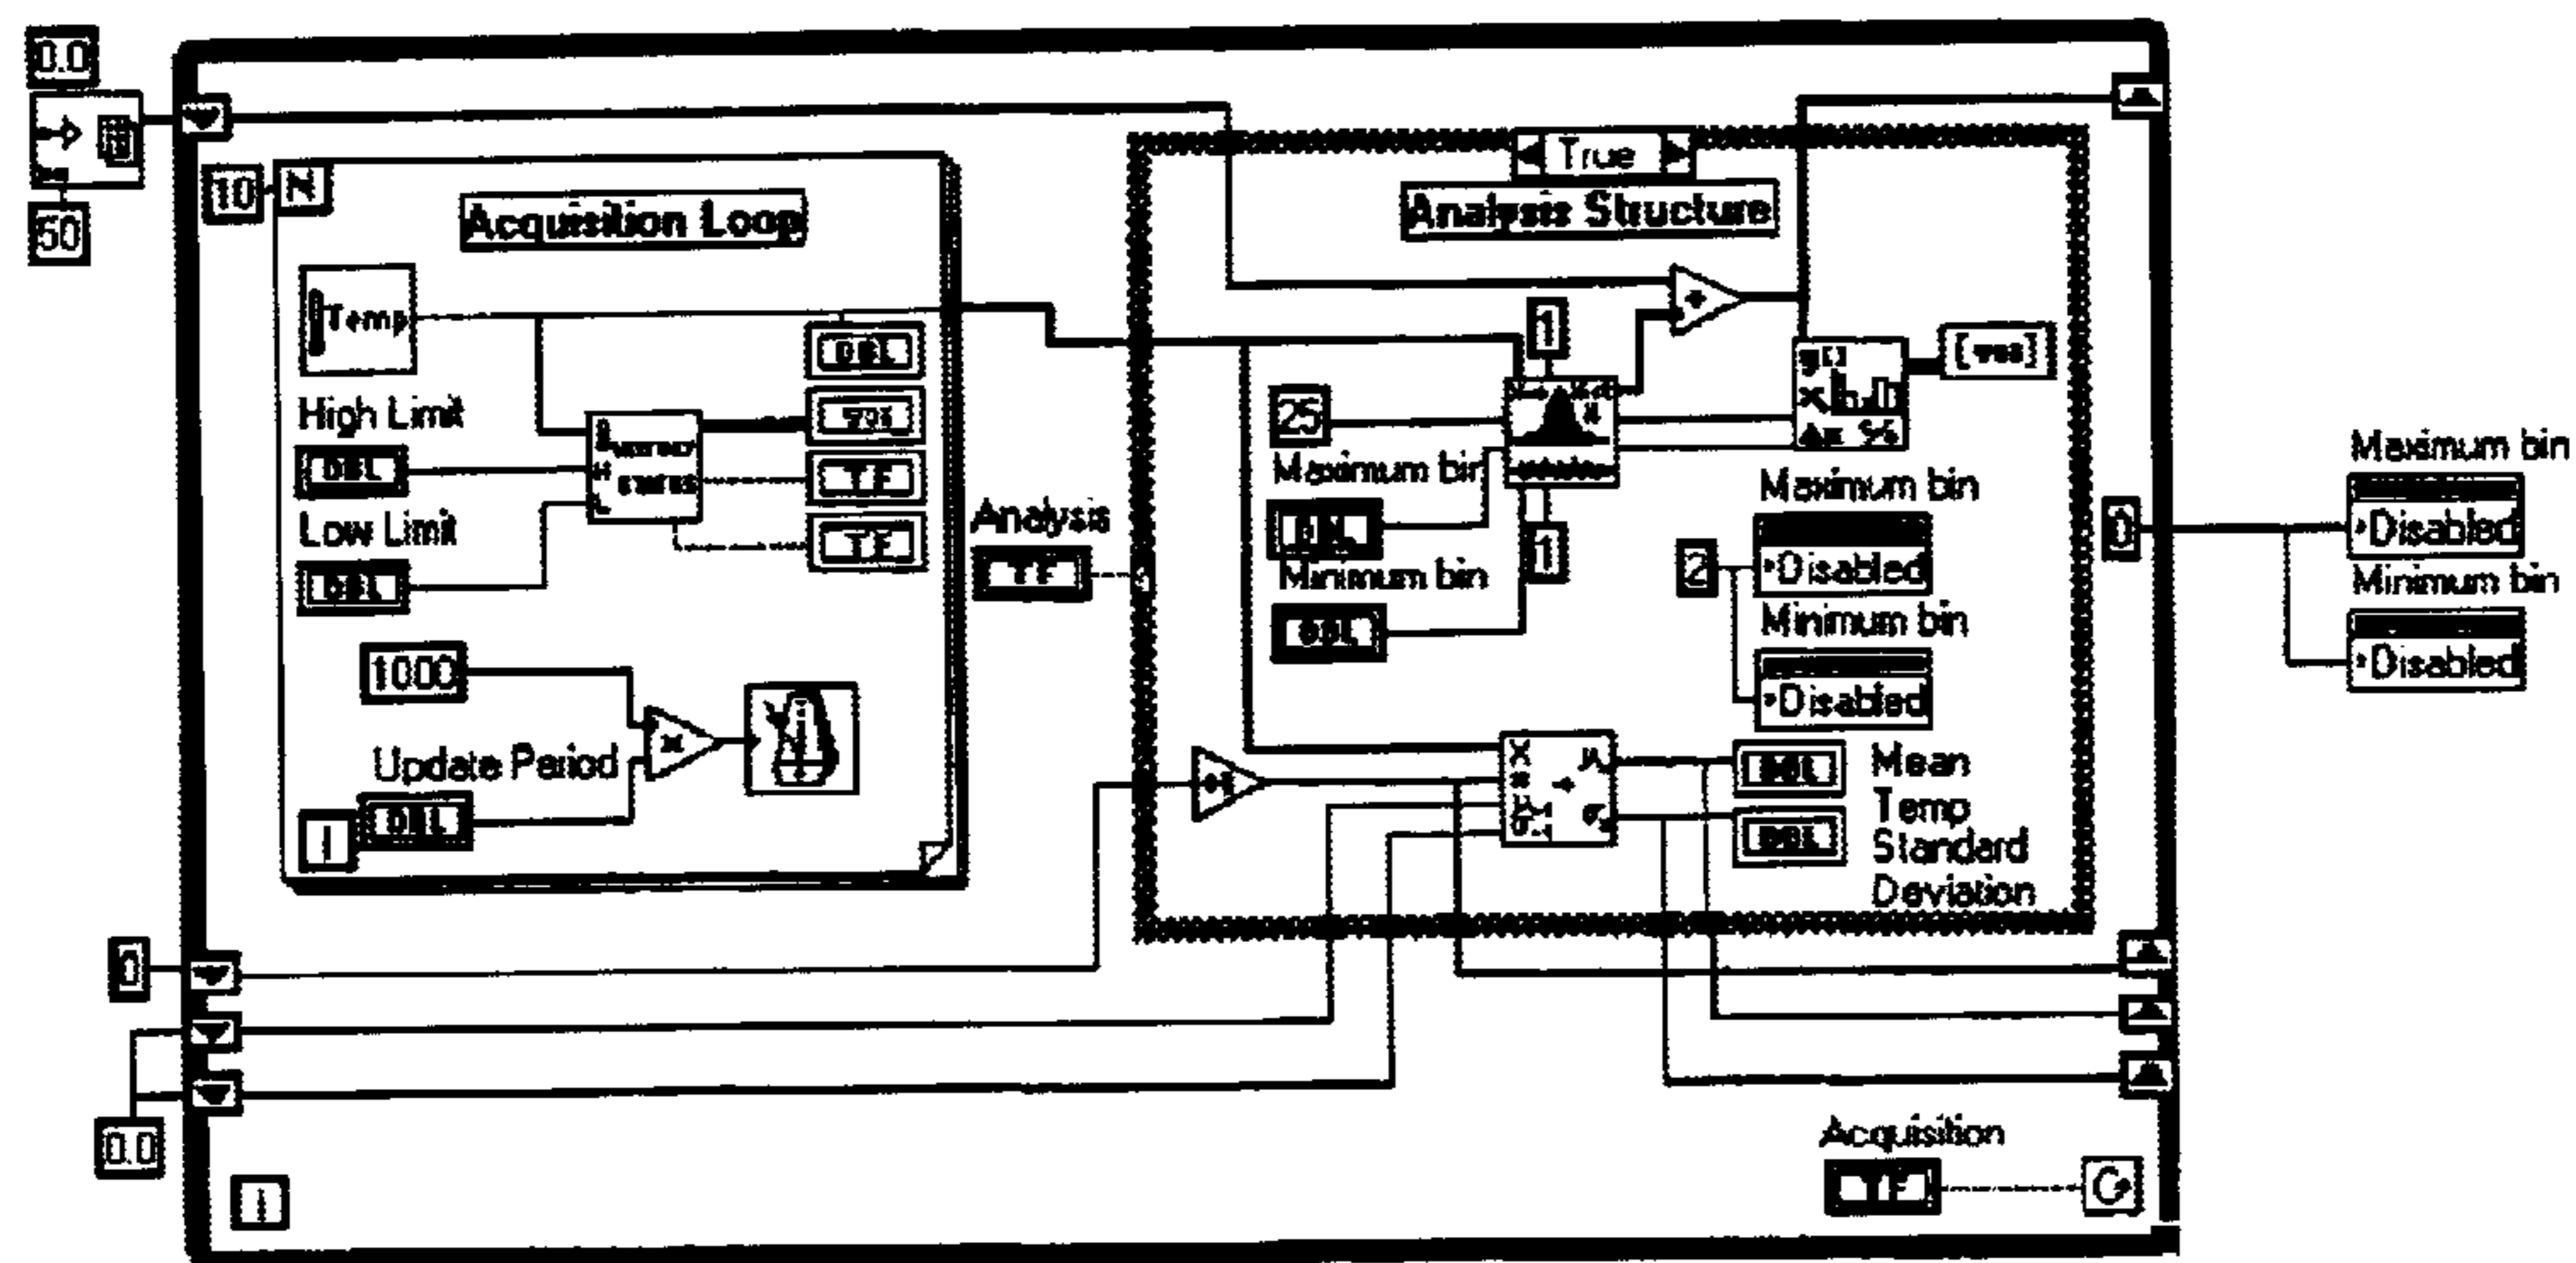 0.0
50
10
N
Acquisition Loop
Temp
DBL
High Limit
DBL
TF
Low Limit
TF
DBL
1000
Update Period
DBL
Analysis
TF
True
Analysis Structure
1
25
Maximum bin
DBL
Minimum bin
1
DBL
Maximum bin
2
Disabled
Minimum bin
Disabled
X
μ
σ
DBL
Mean
Temp
DBL
Standard
Deviation
0
Maximum bin
Disabled
Minimum bin
Disabled
0
0.0
Acquisition
TF